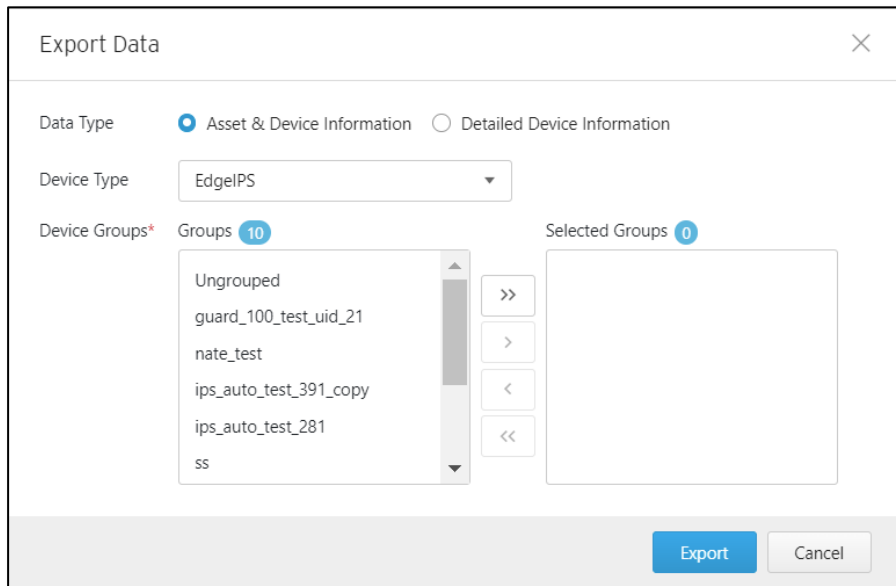 Export Data
Data Type Asset & Device Information Detailed Device Information
Device Type EdgeIPS
Device Groups* Groups 10 Selected Groups 0
Ungrouped
guard_100_test_uid_21
nate_test
ips_auto_test_391_copy
ips_auto_test_281
ss
>>
>
<
<<
Export Cancel